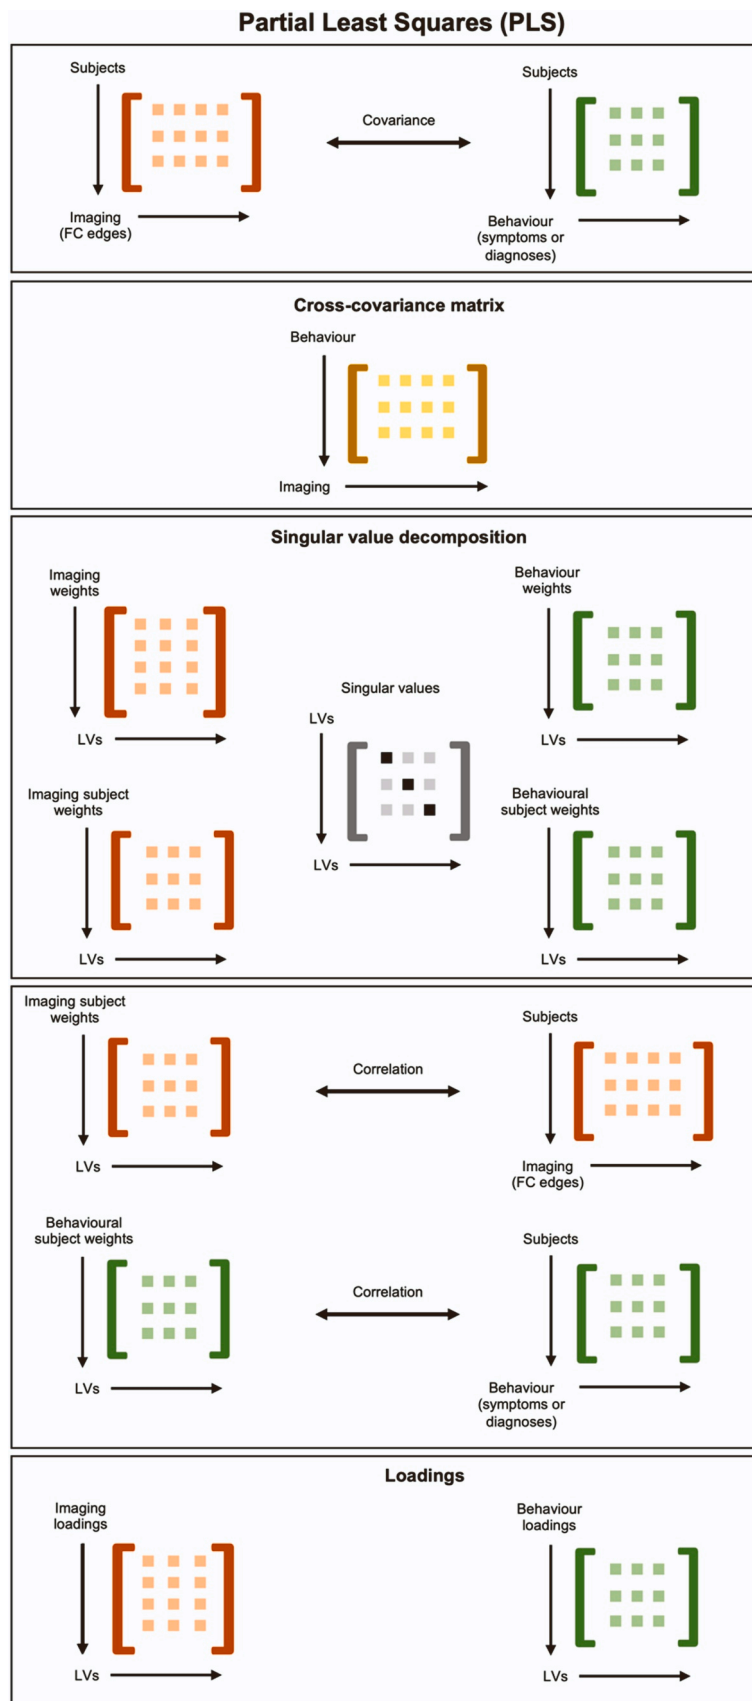 Partial Least Squares (PLS)
Subjects
Imaging
(FC edges)
Covariance
Subjects
Behaviour
(symptoms or
diagnoses)
Cross-covariance matrix
Behaviour
Imaging
Singular value decomposition
Imaging
weights
LVs
Singular values
LVs
LVs
Behaviour
weights
LVs
Imaging subject
weights
LVs
Behavioural
subject weights
LVs
Imaging subject
weights
LVs
Correlation
Subjects
Imaging
(FC edges)
Behavioural
subject weights
LVs
Correlation
Subjects
Behaviour
(symptoms or
diagnoses)
Loadings
Imaging
loadings
LVs
Behaviour
loadings
LVs